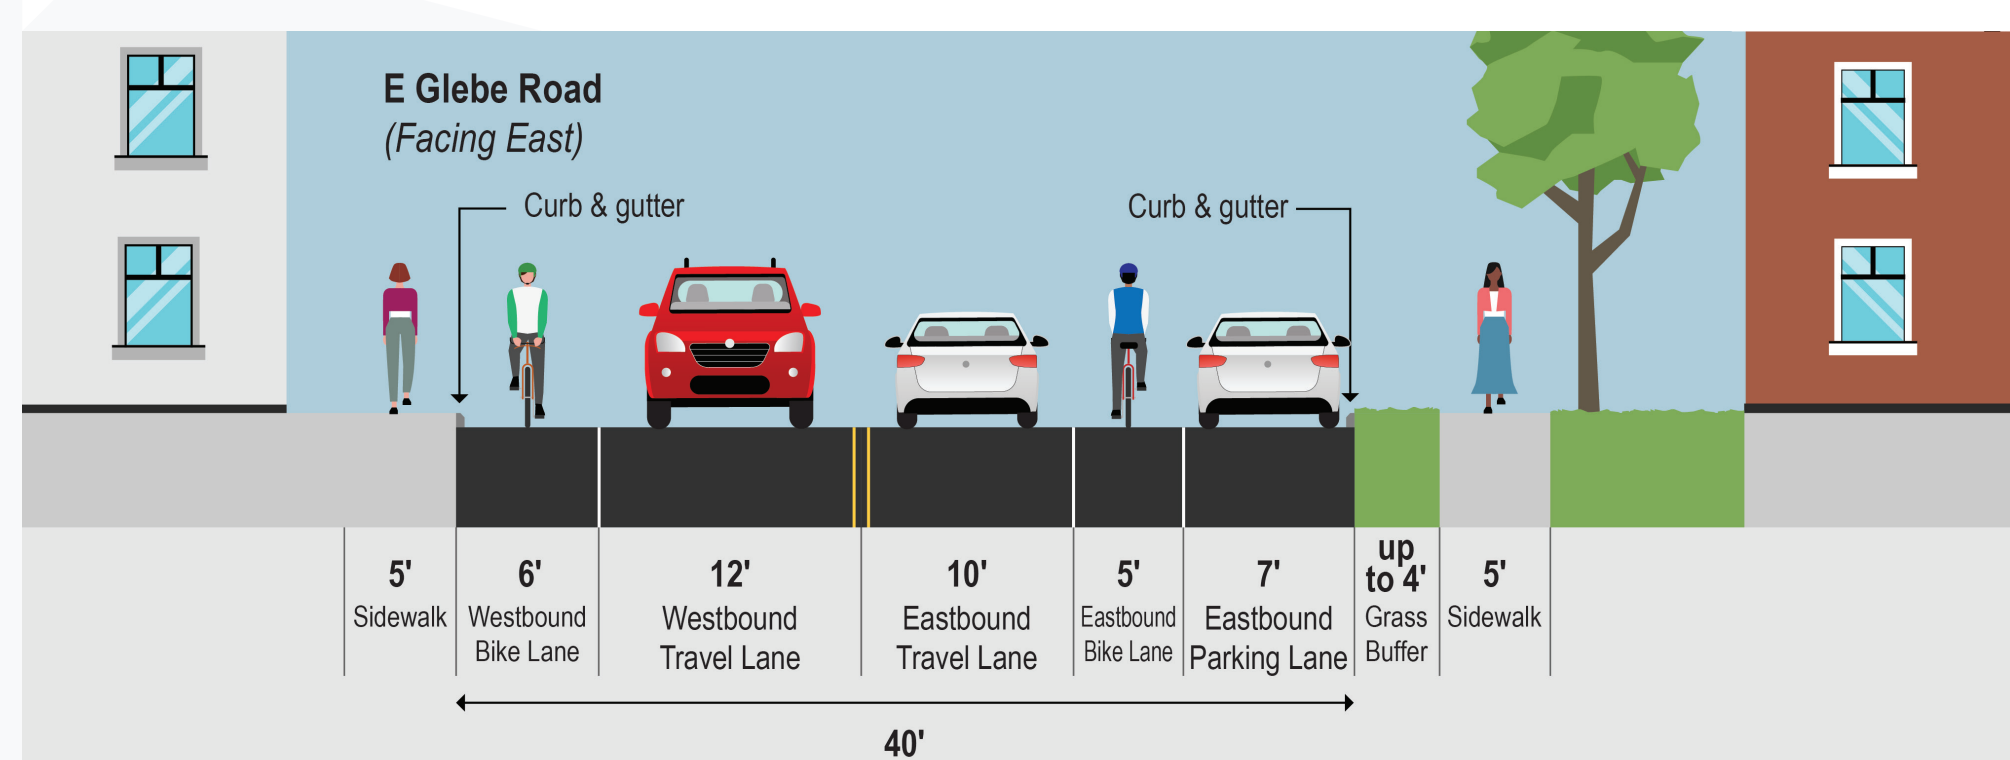 E Glebe Road
(Facing East)
Curb & gutter
Curb & gutter
5'
Sidewalk
6'
Westbound
Bike Lane
12'
Westbound
Travel Lane
10'
Eastbound
Travel Lane
5'
Eastbound
Bike Lane
7'
Eastbound
Parking Lane
up
to 4'
Grass
Buffer
5'
Sidewalk
40'